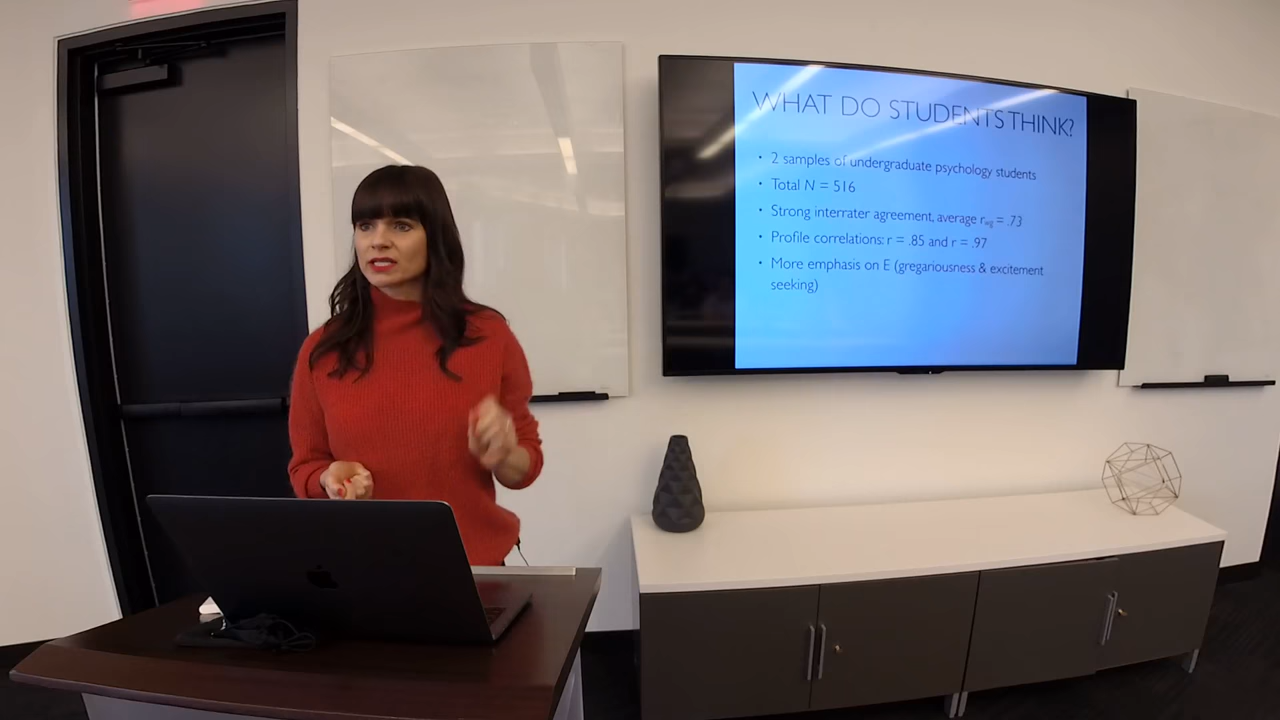 WHAT DO STUDENTS THINK?
• 2 samples of undergraduate psychology students
• Total N = 516
• Strong interrater agreement, average rwg = .73
• Profile correlations: r = .85 and r = .97
• More emphasis on E (gregariousness & excitement
seeking)